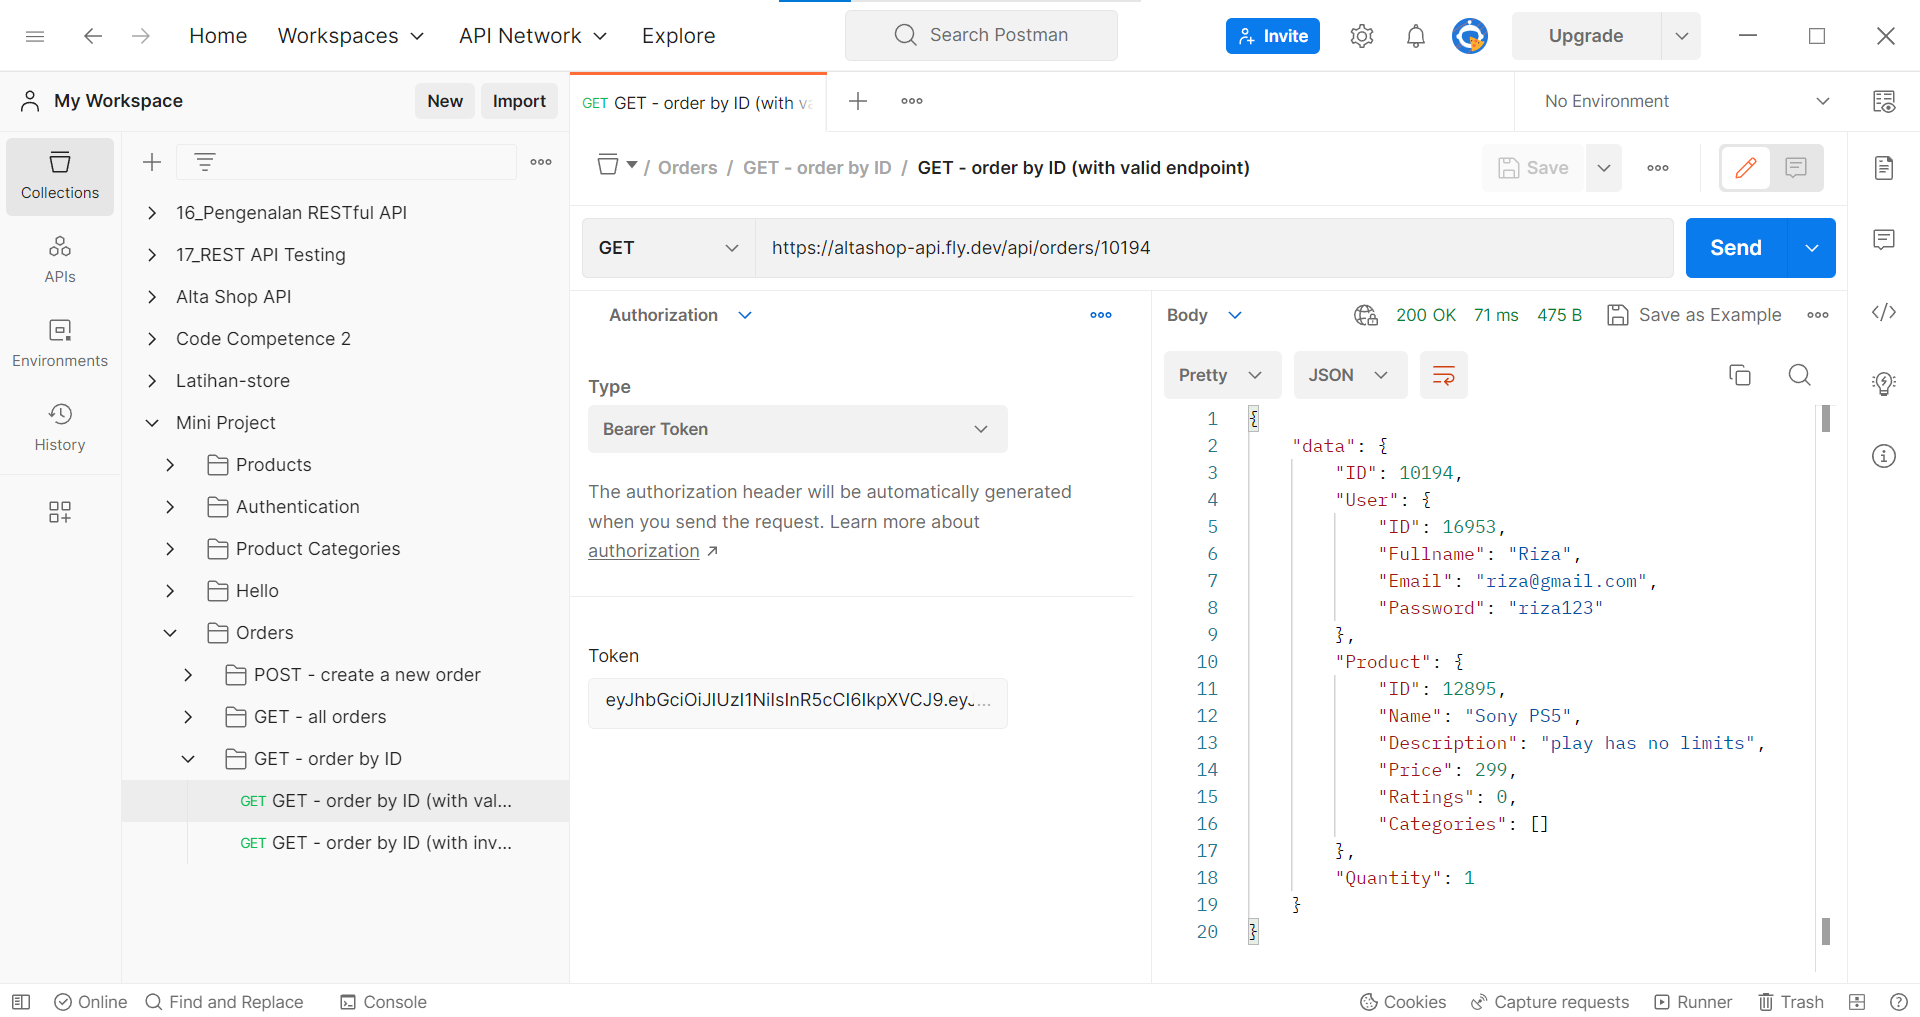 Home Workspaces API Network Explore Search Postman Invite Upgrade
My Workspace New Import
GET GET - order by ID (with va
No Environment
Collections
APIs
Environments
History
16_Pengenalan RESTful API
17_REST API Testing
Alta Shop API
Code Competence 2
Latihan-store
Mini Project
Products
Authentication
Product Categories
Hello
Orders
POST - create a new order
GET - all orders
GET - order by ID
GET GET - order by ID (with val...
GET GET - order by ID (with inv...
/ Orders / GET - order by ID / GET - order by ID (with valid endpoint)
Save
GET https://altashop-api.fly.dev/api/orders/10194 Send
Authorization
Type
Bearer Token
The authorization header will be automatically generated
when you send the request. Learn more about
authorization ↗
Token
eyJhbGciOiJIUzI1NiIsInR5cCI6IkpXVCJ9.eyJ...
Body 200 OK 71 ms 475 B Save as Example
Pretty JSON
1 {
2 "data": {
3 "ID": 10194,
4 "User": {
5 "ID": 16953,
6 "Fullname": "Riza",
7 "Email": "riza@gmail.com",
8 "Password": "riza123"
9 },
10 "Product": {
11 "ID": 12895,
12 "Name": "Sony PS5",
13 "Description": "play has no limits",
14 "Price": 299,
15 "Ratings": 0,
16 "Categories": []
17 },
18 "Quantity": 1
19 }
20 }
Online Find and Replace Console Cookies Capture requests Runner Trash